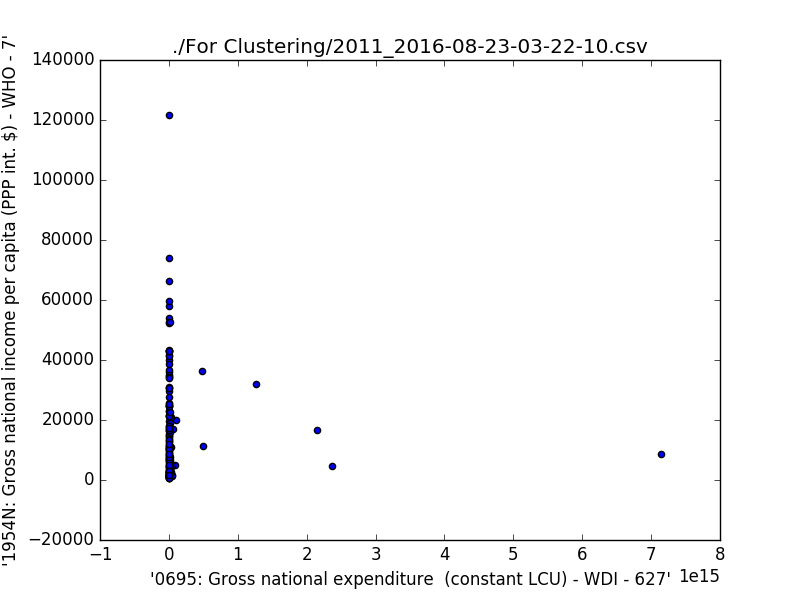 ./For Clustering/2011_2016-08-23-03-22-10.csv
'1954N: Gross national income per capita (PPP int. $) - WHO - 7'
140000
120000
100000
80000
60000
40000
20000
0
−20000
−1 0 1 2 3 4 5 6 7 8
1e15
'0695: Gross national expenditure  (constant LCU) - WDI - 627'